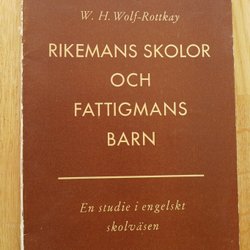 W. H. Wolf-Rottkay
RIKEMANS SKOLOR
OCH
FATTIGMANS
BARN
En studie i engelskt
skolväsen